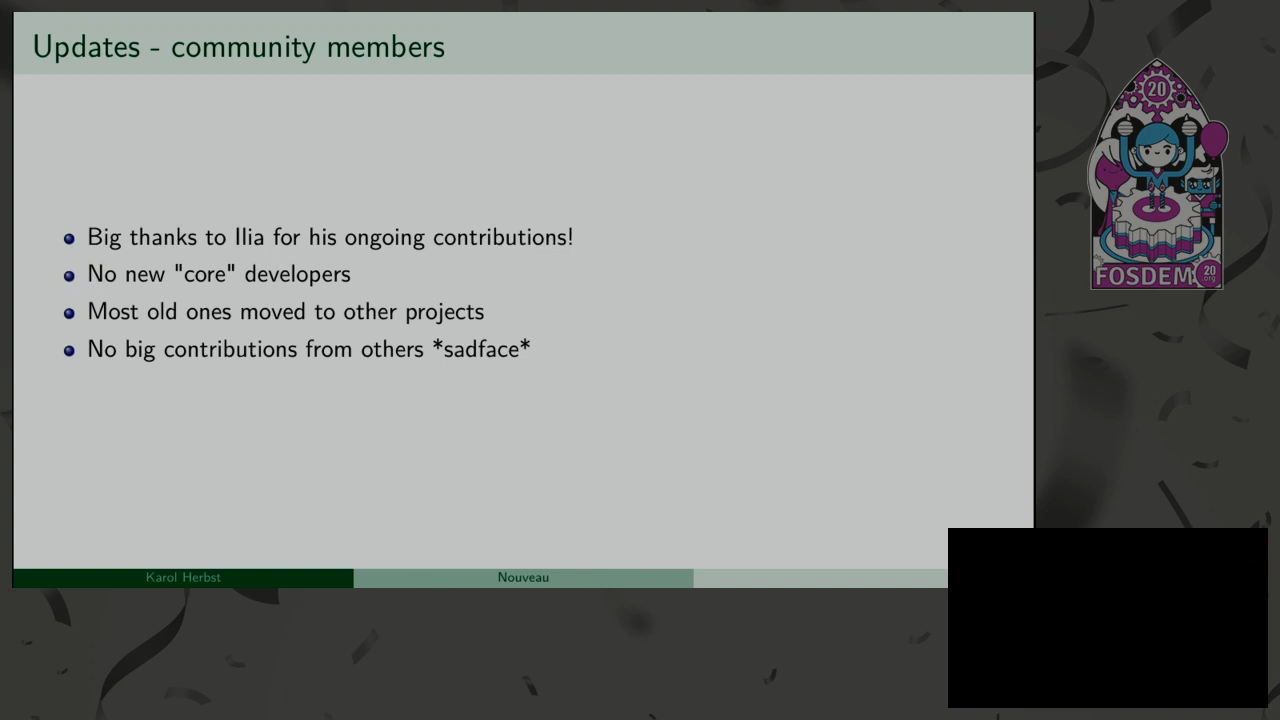 Updates - community members
Big thanks to Ilia for his ongoing contributions!
No new "core" developers
Most old ones moved to other projects
No big contributions from others *sadface*
Karol Herbst
Nouveau
20
FOSDEM
20
org